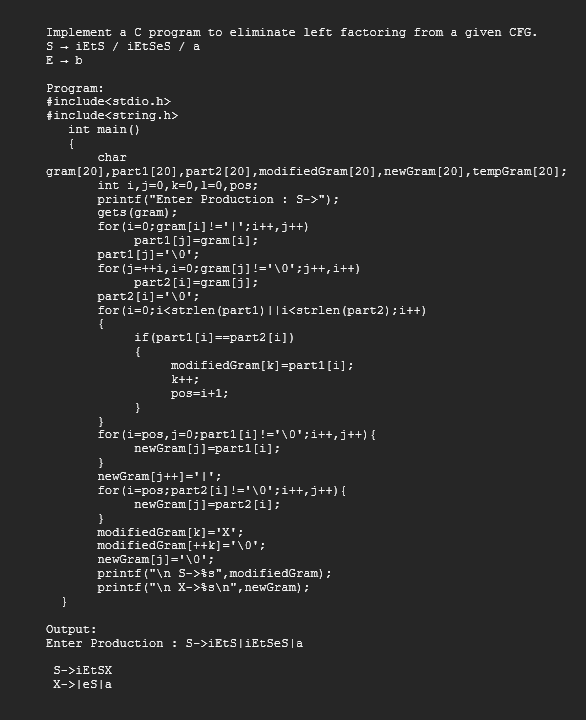 Implement a C program to eliminate left factoring from a given CFG.
S → iEtS / iEtSeS / a
E → b
Program:
#include<stdio.h>
#include<string.h>
int main()
{
char
gram[20],part1[20],part2[20],modifiedGram[20],newGram[20],tempGram[20];
int i,j=0,k=0,l=0,pos;
printf("Enter Production : S->");
gets(gram);
for(i=0;gram[i]!='|';i++,j++)
part1[j]=gram[i];
part1[j]='\0';
for(j=++i,i=0;gram[j]!='\0';j++,i++)
part2[i]=gram[j];
part2[i]='\0';
for(i=0;i<strlen(part1)||i<strlen(part2);i++)
{
if(part1[i]==part2[i])
{
modifiedGram[k]=part1[i];
k++;
pos=i+1;
}
}
for(i=pos,j=0;part1[i]!='\0';i++,j++){
newGram[j]=part1[i];
}
newGram[j++]='|';
for(i=pos;part2[i]!='\0';i++,j++){
newGram[j]=part2[i];
}
modifiedGram[k]='X';
modifiedGram[++k]='\0';
newGram[j]='\0';
printf("\n S->%s",modifiedGram);
printf("\n X->%s\n",newGram);
}
Output:
Enter Production : S->iEtS|iEtSeS|a
S->iEtSX
X->|eS|a